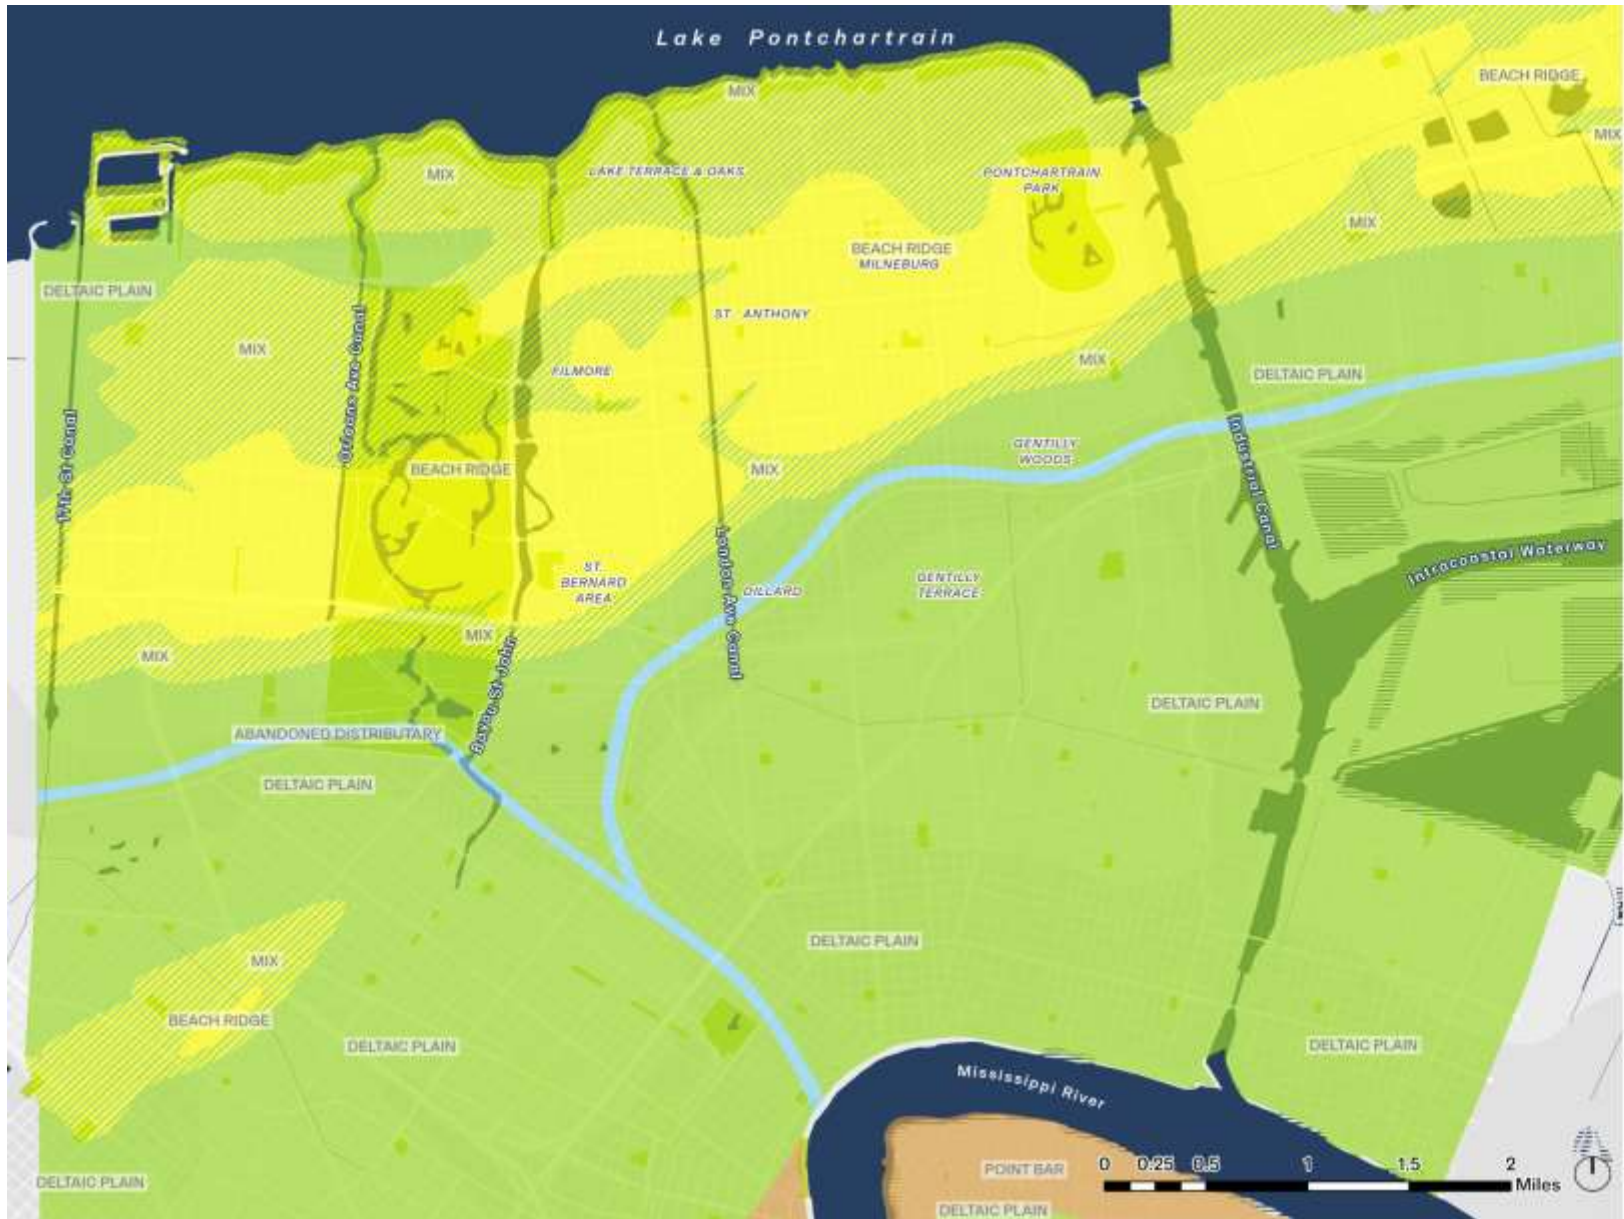 Lake Pontchartrain
BEACH RIDGE
MIX
MIX
MIX
LAKE TERRACE & OAKS
PONTCHARTRAIN
PARK
MIX
BEACH RIDGE
MILNEBURG
DELTAIC PLAIN
ST. ANTHONY
MIX
MIX
FILMORE
DELTAIC PLAIN
Orleans Ave Canal
17th St Canal
GENTILLY
WOODS
Industrial Canal
BEACH RIDGE
MIX
Intracoastal Waterway
ST.
BERNARD
AREA
DILLARD
GENTILLY
TERRACE
London Ave Canal
MIX
MIX
Bayou St John
DELTAIC PLAIN
ABANDONED DISTRIBUTARY
DELTAIC PLAIN
DELTAIC PLAIN
MIX
BEACH RIDGE
DELTAIC PLAIN
DELTAIC PLAIN
Mississippi River
POINT BAR
0 0.25 0.5 1 1.5 2
Miles
DELTAIC PLAIN
DELTAIC PLAIN